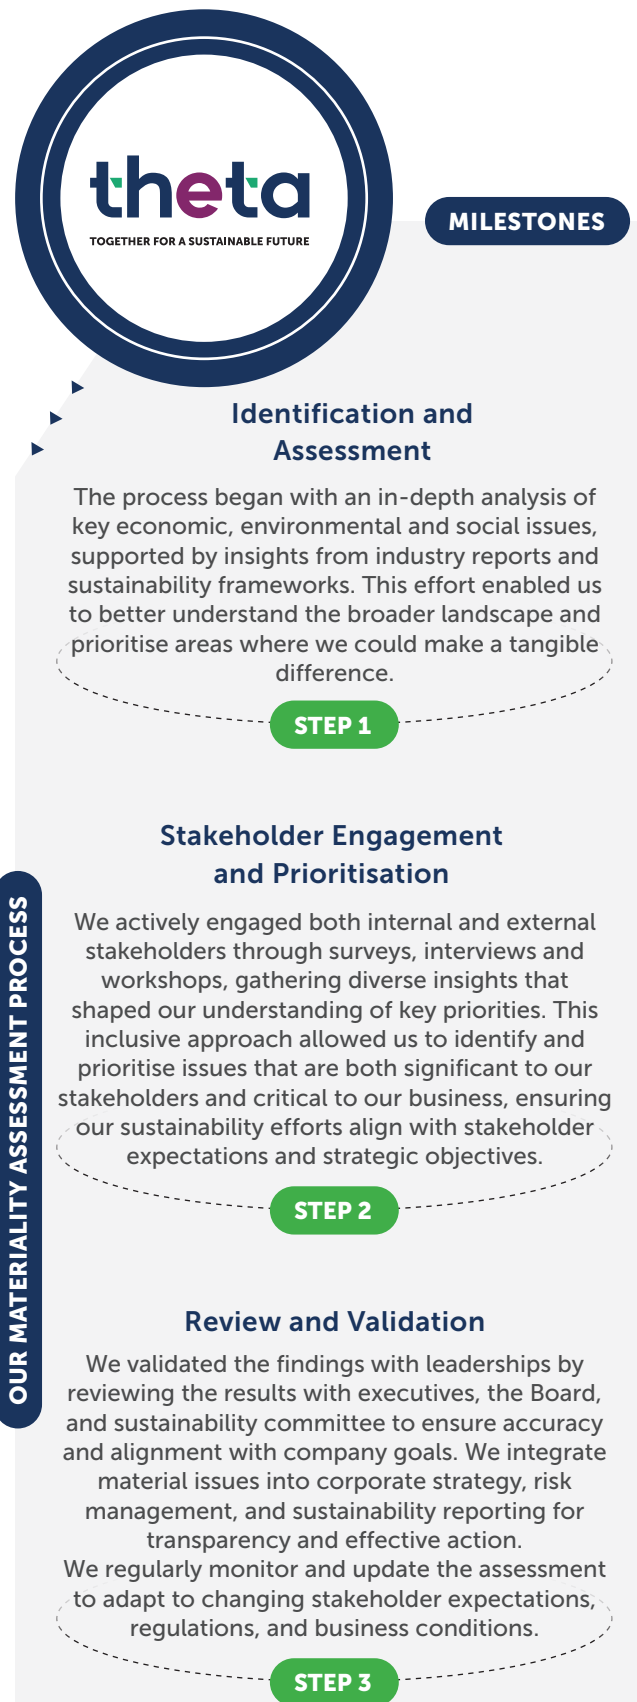 theta
TOGETHER FOR A SUSTAINABLE FUTURE
MILESTONES
OUR MATERIALITY ASSESSMENT PROCESS
Identification and
Assessment
The process began with an in-depth analysis of
key economic, environmental and social issues,
supported by insights from industry reports and
sustainability frameworks. This effort enabled us
to better understand the broader landscape and
prioritise areas where we could make a tangible
difference.
STEP 1
Stakeholder Engagement
and Prioritisation
We actively engaged both internal and external
stakeholders through surveys, interviews and
workshops, gathering diverse insights that
shaped our understanding of key priorities. This
inclusive approach allowed us to identify and
prioritise issues that are both significant to our
stakeholders and critical to our business, ensuring
our sustainability efforts align with stakeholder
expectations and strategic objectives.
STEP 2
Review and Validation
We validated the findings with leaderships by
reviewing the results with executives, the Board,
and sustainability committee to ensure accuracy
and alignment with company goals. We integrate
material issues into corporate strategy, risk
management, and sustainability reporting for
transparency and effective action.
We regularly monitor and update the assessment
to adapt to changing stakeholder expectations,
regulations, and business conditions.
STEP 3